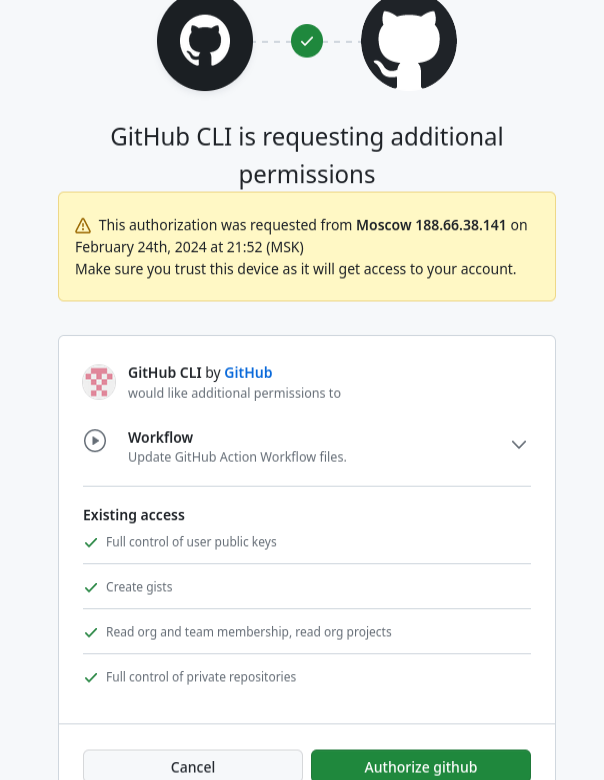 GitHub CLI is requesting additional
permissions
This authorization was requested from Moscow 188.66.38.141 on
February 24th, 2024 at 21:52 (MSK)
Make sure you trust this device as it will get access to your account.
GitHub CLI by GitHub
would like additional permissions to
Workflow
Update GitHub Action Workflow files.
Existing access
Full control of user public keys
Create gists
Read org and team membership, read org projects
Full control of private repositories
Cancel
Authorize github